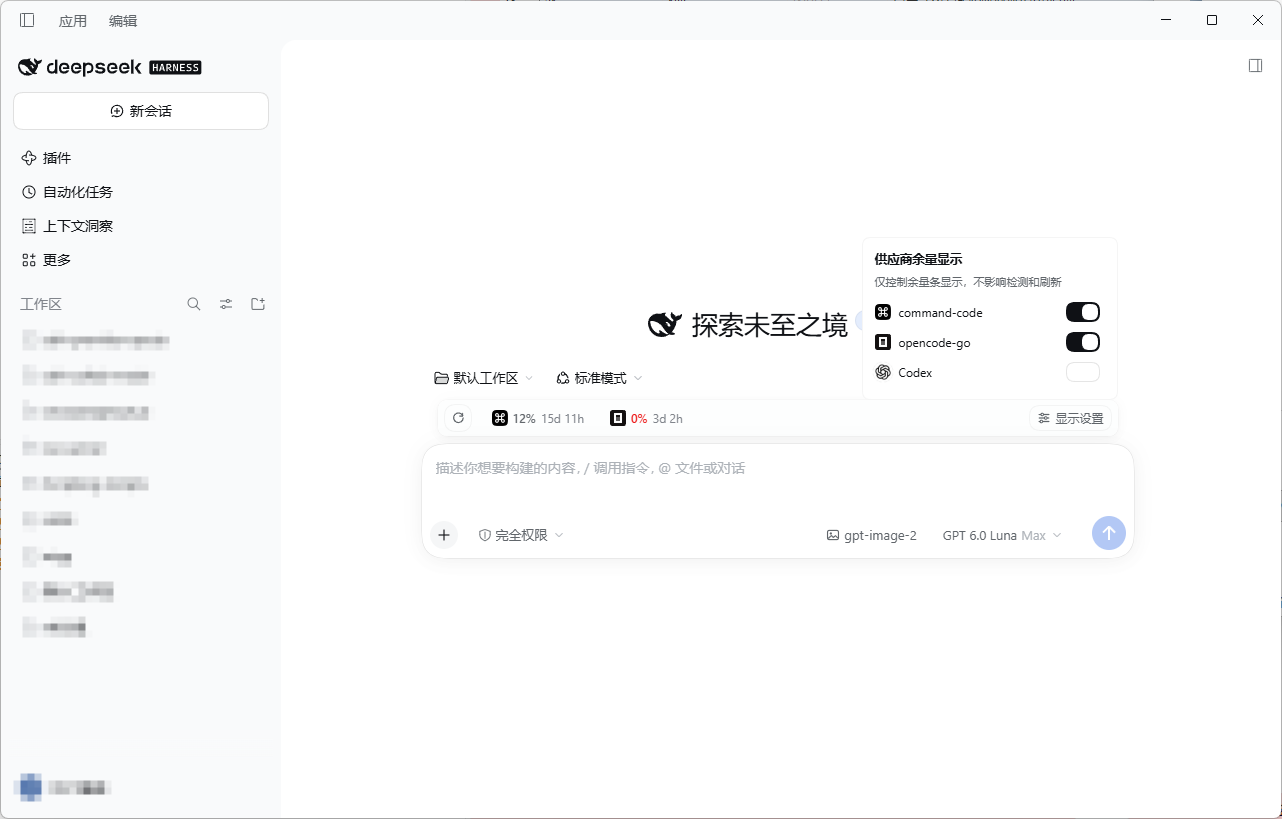 应用 编辑
deepseek HARNESS
新会话
插件
自动化任务
上下文洞察
更多
工作区
供应商余量显示
仅控制余量条显示，不影响检测和刷新
command-code
opencode-go
Codex
探索未至之境
默认工作区 标准模式
12% 15d 11h 0% 3d 2h 显示设置
描述你想要构建的内容, / 调用指令, @ 文件或对话
完全权限 gpt-image-2 GPT 6.0 Luna Max